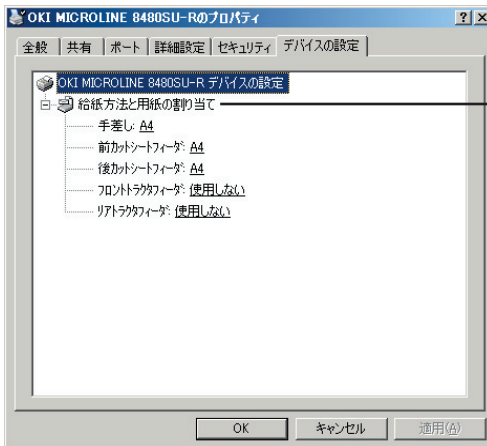 OKI MICROLINE 8480SU-Rのプロパティ
全般 共有 ポート 詳細設定 セキュリティ デバイスの設定
OKI MICROLINE 8480SU-R デバイスの設定
給紙方法と用紙の割り当て
手差し: A4
前ｶｯﾄｼｰﾄﾌｨｰﾀﾞ: A4
後ｶｯﾄｼｰﾄﾌｨｰﾀﾞ: A4
ﾌﾛﾝﾄﾄﾗｸﾀﾌｨｰﾀﾞ: 使用しない
ﾘｱﾄﾗｸﾀﾌｨｰﾀﾞ: 使用しない
OK キャンセル 適用(A)